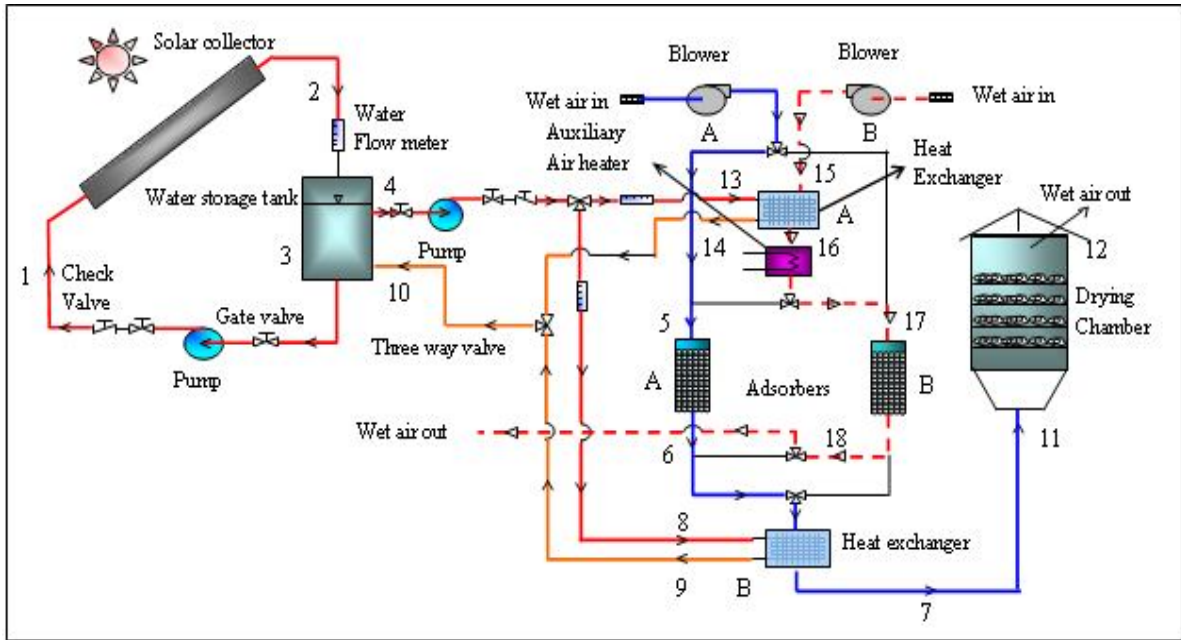 Solar collector
Blower
Blower
2
Water
Flow meter
Wet air in
A
B
Wet air in
Auxiliary
Air heater
Heat
Exchanger
Water storage tank
4
13
15
A
Wet air out
Pump
3
14
16
12
1
Check
Valve
10
Gate valve
5
17
Drying
Chamber
Three way valve
Pump
A
Adsorbers
B
Wet air out
6
18
11
8
Heat exchanger
9
B
7